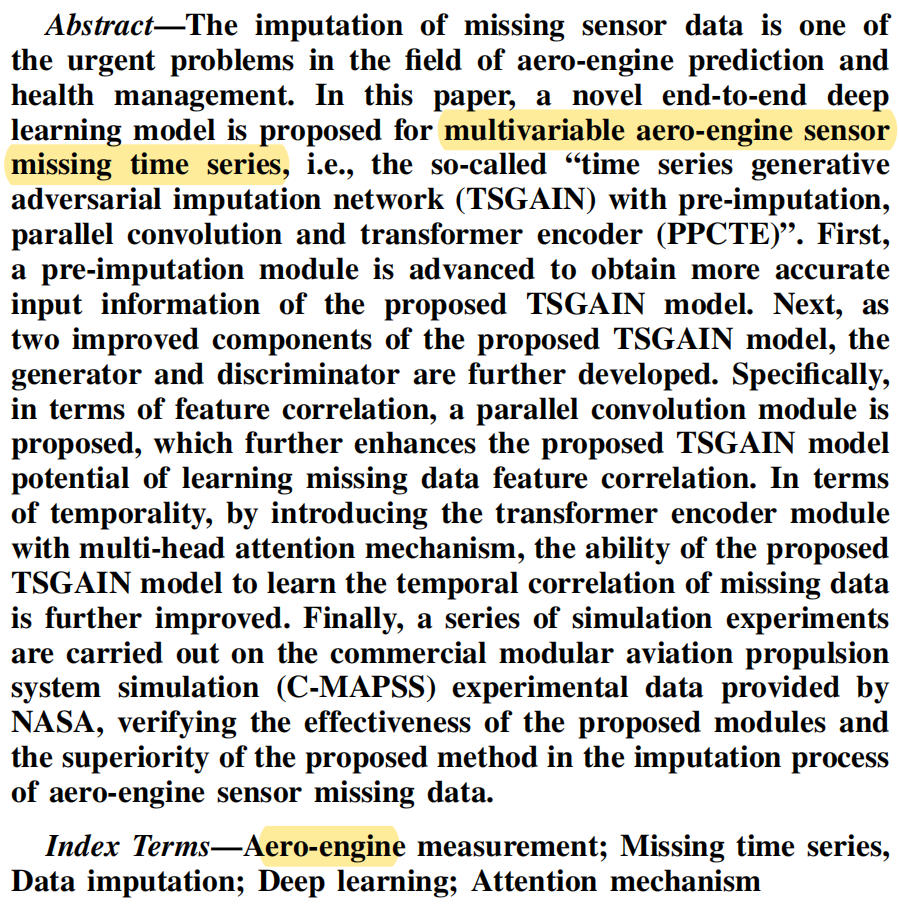 Abstract—The imputation of missing sensor data is one of
the urgent problems in the field of aero-engine prediction and
health management. In this paper, a novel end-to-end deep
learning model is proposed for multivariable aero-engine sensor
missing time series, i.e., the so-called “time series generative
adversarial imputation network (TSGAIN) with pre-imputation,
parallel convolution and transformer encoder (PPCTE)”. First,
a pre-imputation module is advanced to obtain more accurate
input information of the proposed TSGAIN model. Next, as
two improved components of the proposed TSGAIN model, the
generator and discriminator are further developed. Specifically,
in terms of feature correlation, a parallel convolution module is
proposed, which further enhances the proposed TSGAIN model
potential of learning missing data feature correlation. In terms
of temporality, by introducing the transformer encoder module
with multi-head attention mechanism, the ability of the proposed
TSGAIN model to learn the temporal correlation of missing data
is further improved. Finally, a series of simulation experiments
are carried out on the commercial modular aviation propulsion
system simulation (C-MAPSS) experimental data provided by
NASA, verifying the effectiveness of the proposed modules and
the superiority of the proposed method in the imputation process
of aero-engine sensor missing data.
Index Terms—Aero-engine measurement; Missing time series,
Data imputation; Deep learning; Attention mechanism